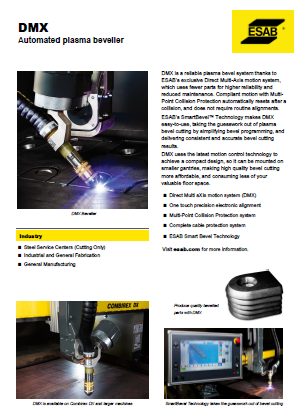 DMX
Automated plasma beveller
ESAB
DMX is a reliable plasma bevel system thanks to
ESAB's exclusive Direct Multi-Axis motion system,
which uses fewer parts for higher reliability and
reduced maintenance. Compliant motion with Multi-
Point Collision Protection automatically resets after a
collision, and does not require routine alignments.
ESAB's SmartBevel™ Technology makes DMX
easy-to-use, taking the guesswork out of plasma
bevel cutting by simplifying bevel programming, and
delivering consistent and accurate bevel cutting
results.
DMX uses the latest motion control technology to
achieve a compact design, so it can be mounted on
smaller gantries, making high quality bevel cutting
more affordable, and consuming less of your
valuable floor space.
■ Direct Multi aXis motion system (DMX)
■ One touch precision electronic alignment
■ Multi-Point Collision Protection system
■ Complete cable protection system
■ ESAB Smart Bevel Technology
Visit esab.com for more information.
DMX Beveller
Industry
■ Steel Service Centers (Cutting Only)
■ Industrial and General Fabrication
■ General Manufacturing
Produce quality bevelled
parts with DMX
COMBIREX DX
DMX is available on Combirex DX and larger machines
SmartBevel Technology takes the guesswork out of bevel cutting